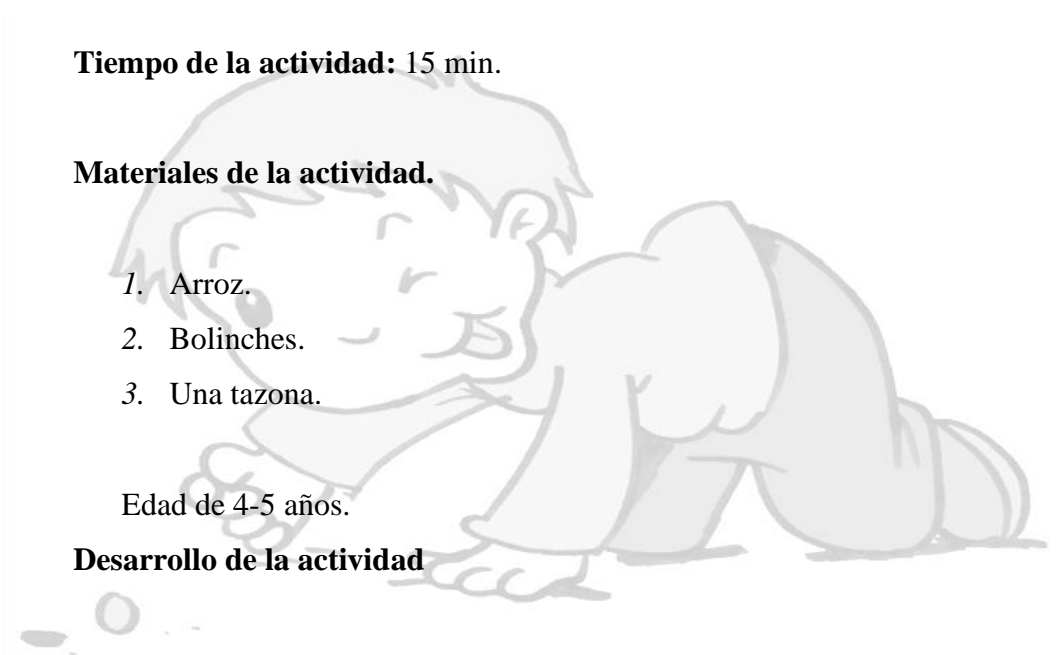 Tiempo de la actividad: 15 min.
Materiales de la actividad.
1. Arroz.
2. Bolinches.
3. Una tazona.
Edad de 4-5 años.
Desarrollo de la actividad